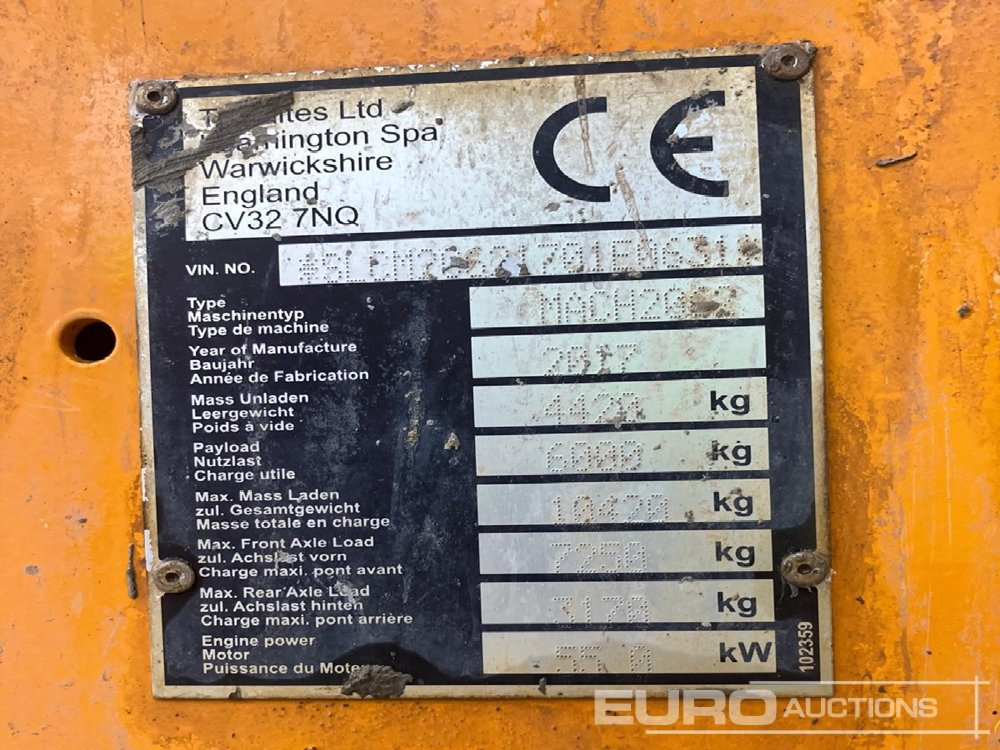 Ltd
Spa
Warwickshire
England
CV32 7NQ
CE
VIN. NO.
Type
Maschinentyp
Type de machine
Year of Manufacture
Baujahr 2017
Année de Fabrication
Mass Unladen
Leergewicht 4420 kg
Poids à vide
Payload
Nutzlast 6000 kg
Charge utile
Max. Mass Laden
zul. Gesamtgewicht 10420 kg
Masse totale en charge
Max. Front Axle Load
zul. Achslast vorn 7250 kg
Charge maxi. pont avant
Max. Rear Axle Load
zul. Achslast hinten 3170 kg
Charge maxi. pont arrière
Engine power
Motor 55.0 kW
Puissance du Moteur
102359
EURO AUCTIONS